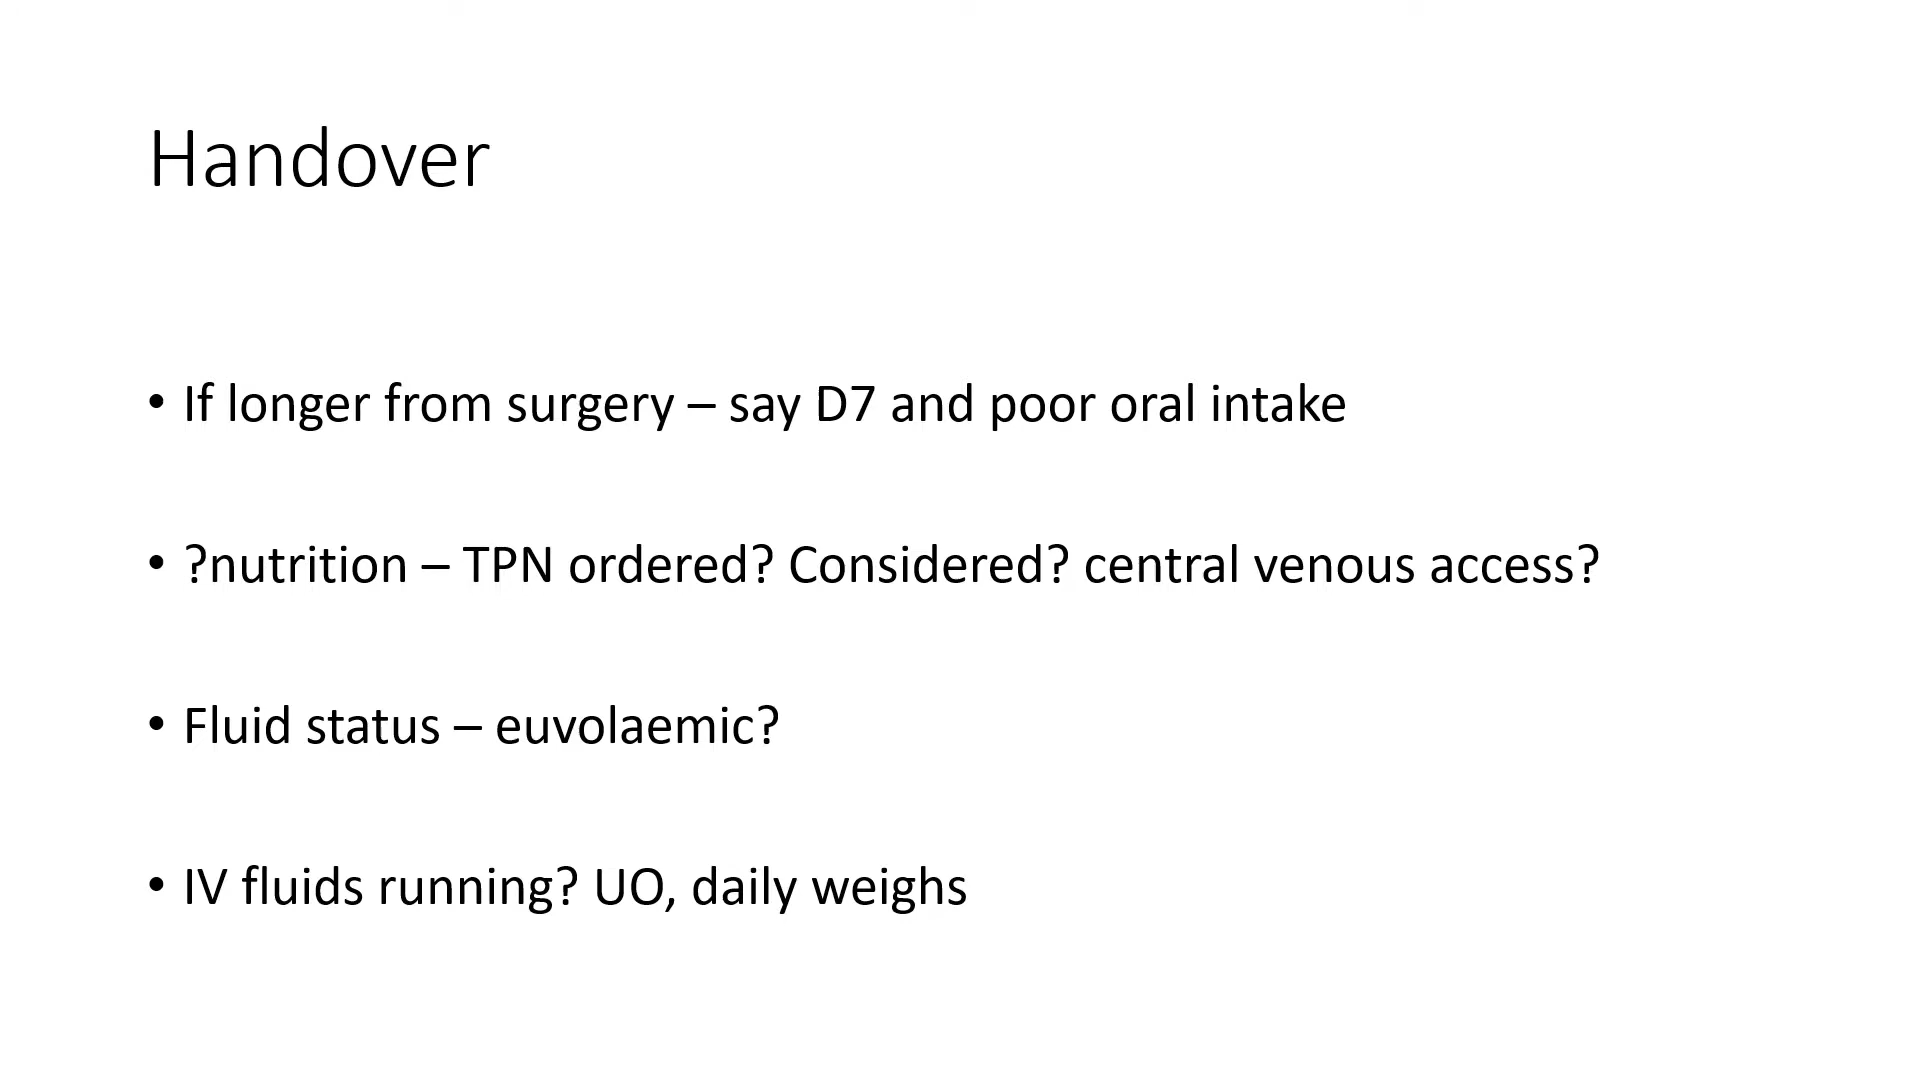 Handover
• If longer from surgery – say D7 and poor oral intake
• ?nutrition – TPN ordered? Considered? central venous access?
• Fluid status – euvolaemic?
• IV fluids running? UO, daily weighs